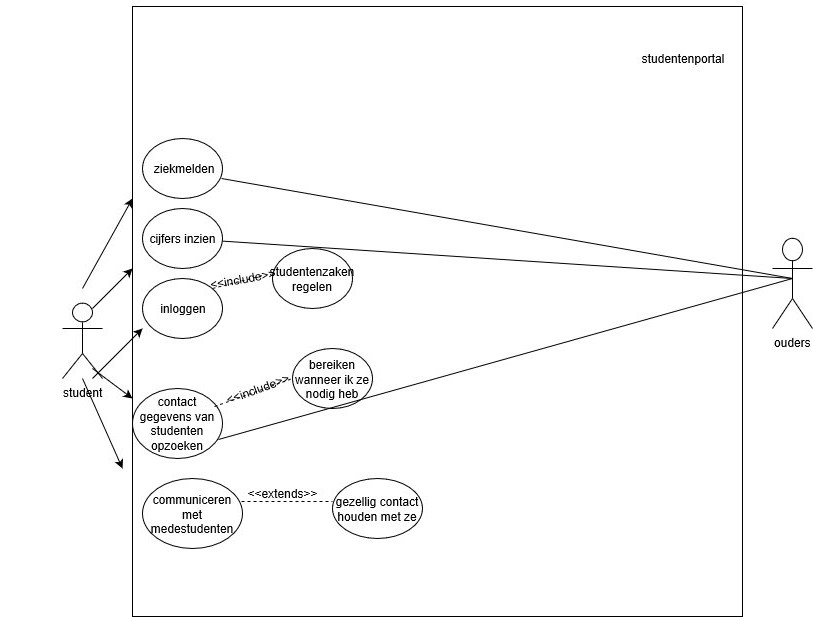 studentenportal
ziekmelden
cijfers inzien
<<include>>
studentenzaken
regelen
inloggen
ouders
student
bereiken
wanneer ik ze
nodig heb
<<include>>
contact
gegevens van
studenten
opzoeken
<<extends>>
communiceren
met
medestudenten
gezellig contact
houden met ze